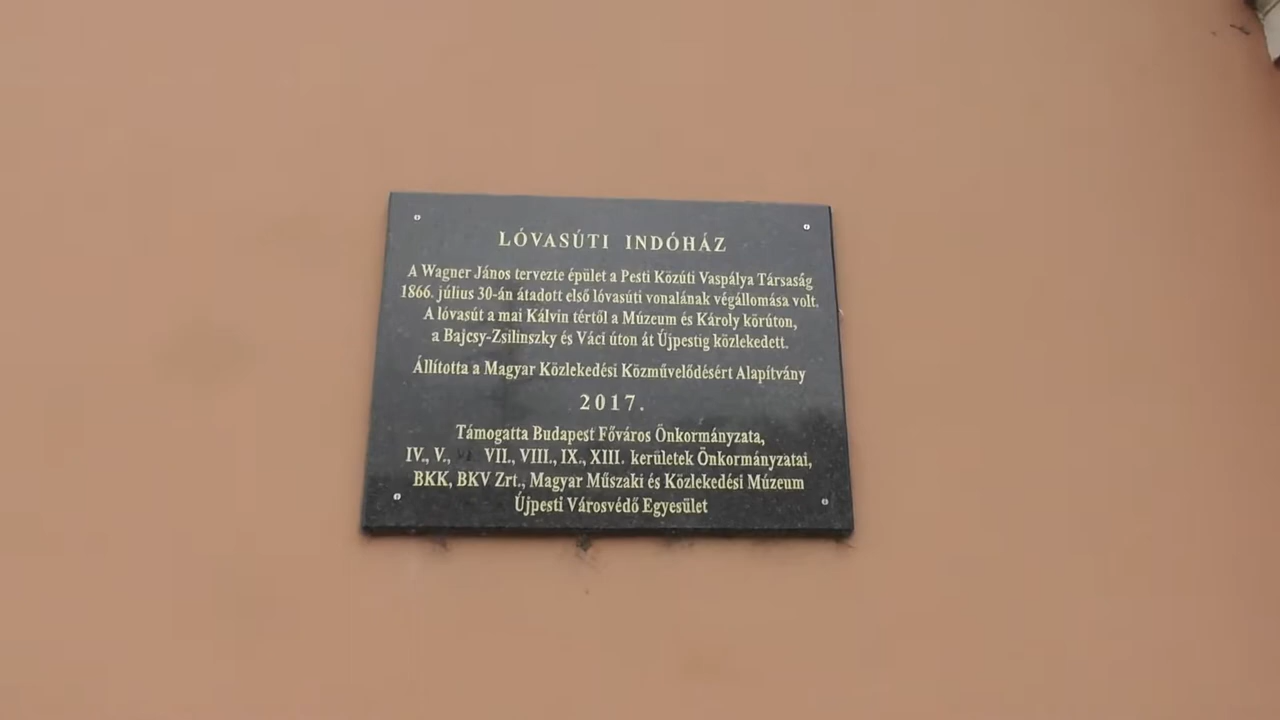 LÓVASÚTI INDÓHÁZ
A Wagner János tervezte épület a Pesti Közúti Vaspálya Társaság
1866. július 30-án átadott első lóvasúti vonalának végállomása volt.
A lóvasút a mai Kálvin tértől a Múzeum és Károly körúton,
a Bajcsy-Zsilinszky és Váci úton át Újpestig közlekedett.
Állította a Magyar Közlekedési Közművelődésért Alapítvány
2017.
Támogatta Budapest Főváros Önkormányzata,
IV., V., VII., VIII., IX., XIII. kerületek Önkormányzatai,
BKK, BKV Zrt., Magyar Műszaki és Közlekedési Múzeum
Újpesti Városvédő Egyesület